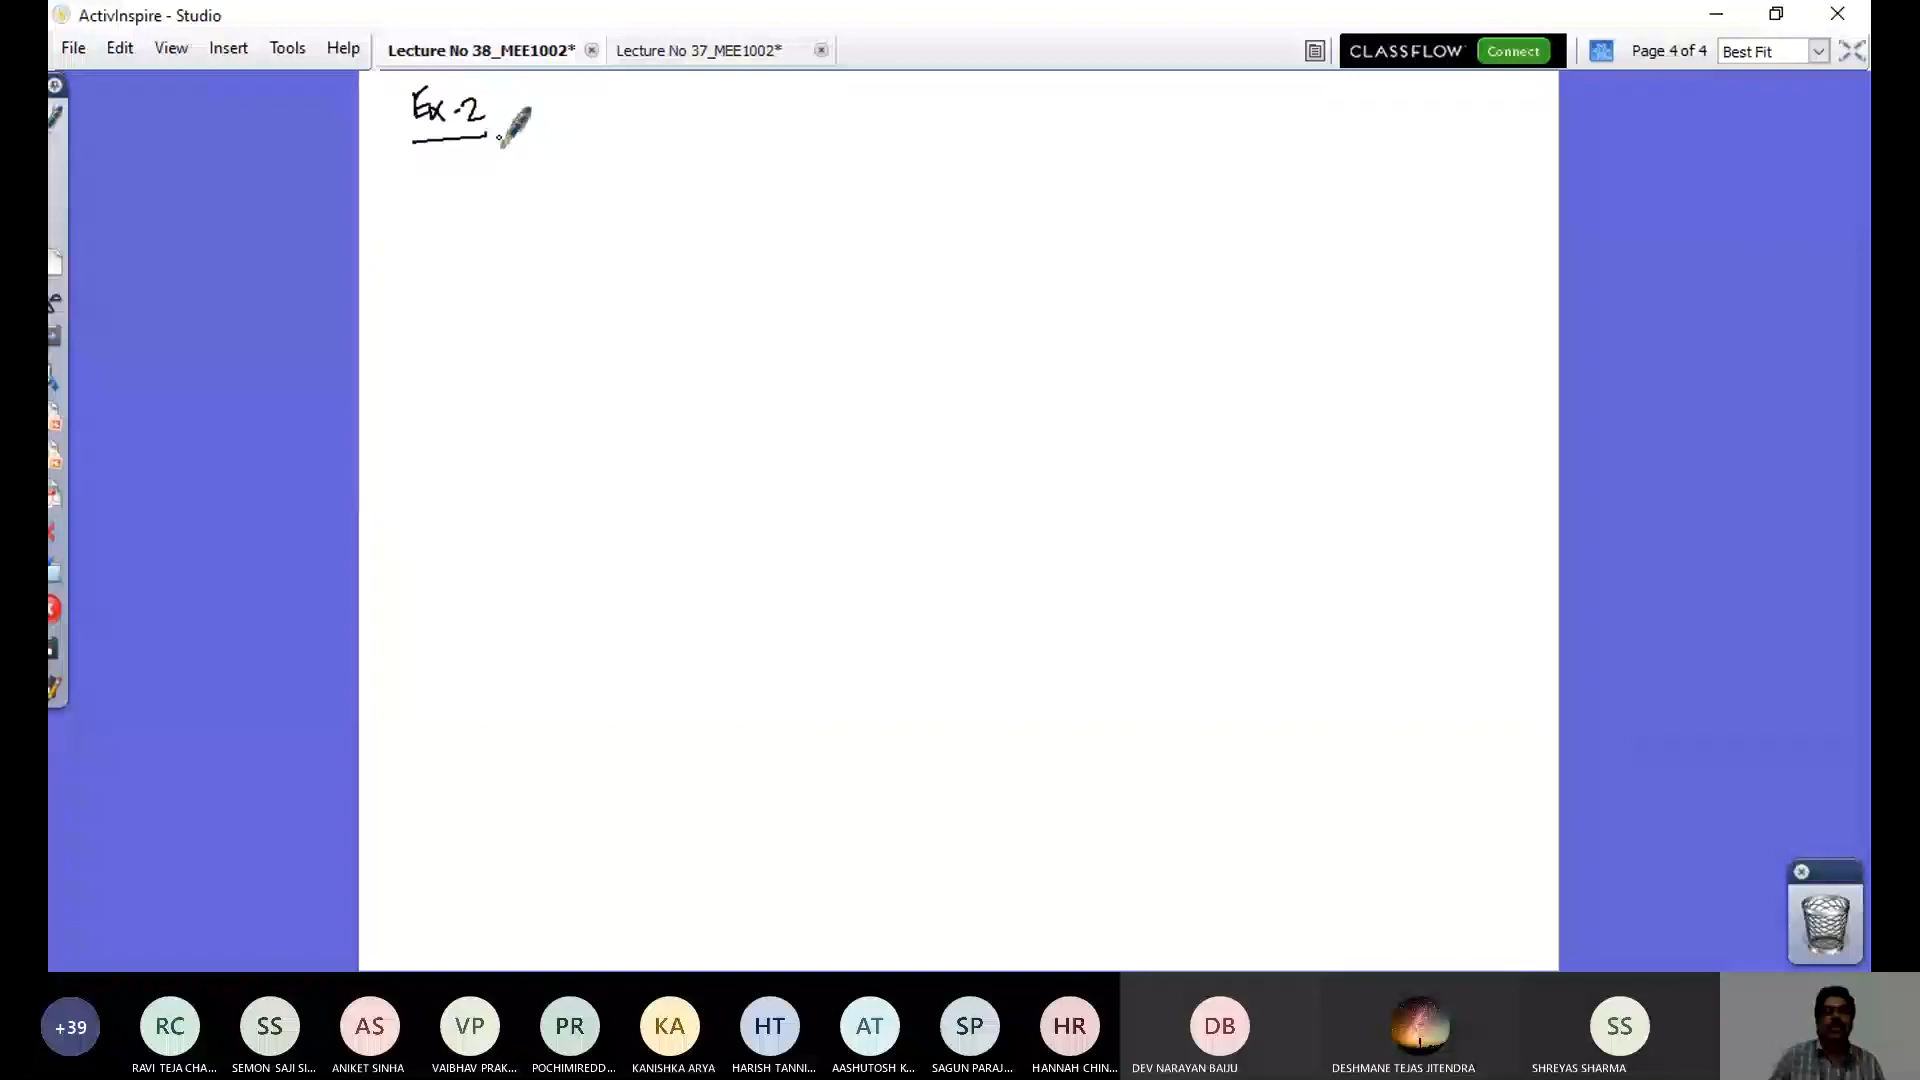 ActivInspire - Studio
File Edit View Insert Tools Help
Lecture No 38_MEE1002* Lecture No 37_MEE1002*
CLASSFLOW Connect
Page 4 of 4 Best Fit
Ex-2
+39 RC SS AS VP PR KA HT AT SP HR DB SS
RAVI TEJA CHA... SEMON SAJI SI... ANIKET SINHA VAIBHAV PRAK... POCHIMIREDD... KANISHKA ARYA HARISH TANNI... AASHUTOSH K... SAGUN PARAJ... HANNAH CHIN... DEV NARAYAN BAIJU DESHMANE TEJAS JITENDRA SHREYAS SHARMA